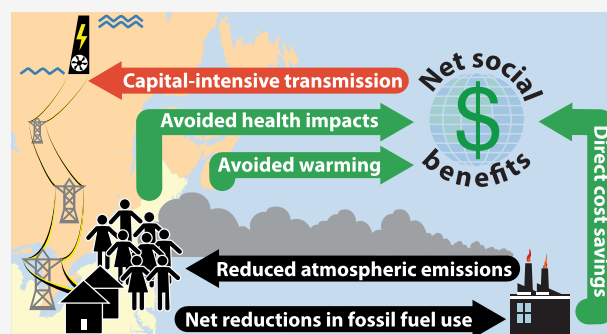 Capital-intensive transmission
Net social
benefits
$
Avoided health impacts
Avoided warming
Direct cost savings
Reduced atmospheric emissions
Net reductions in fossil fuel use